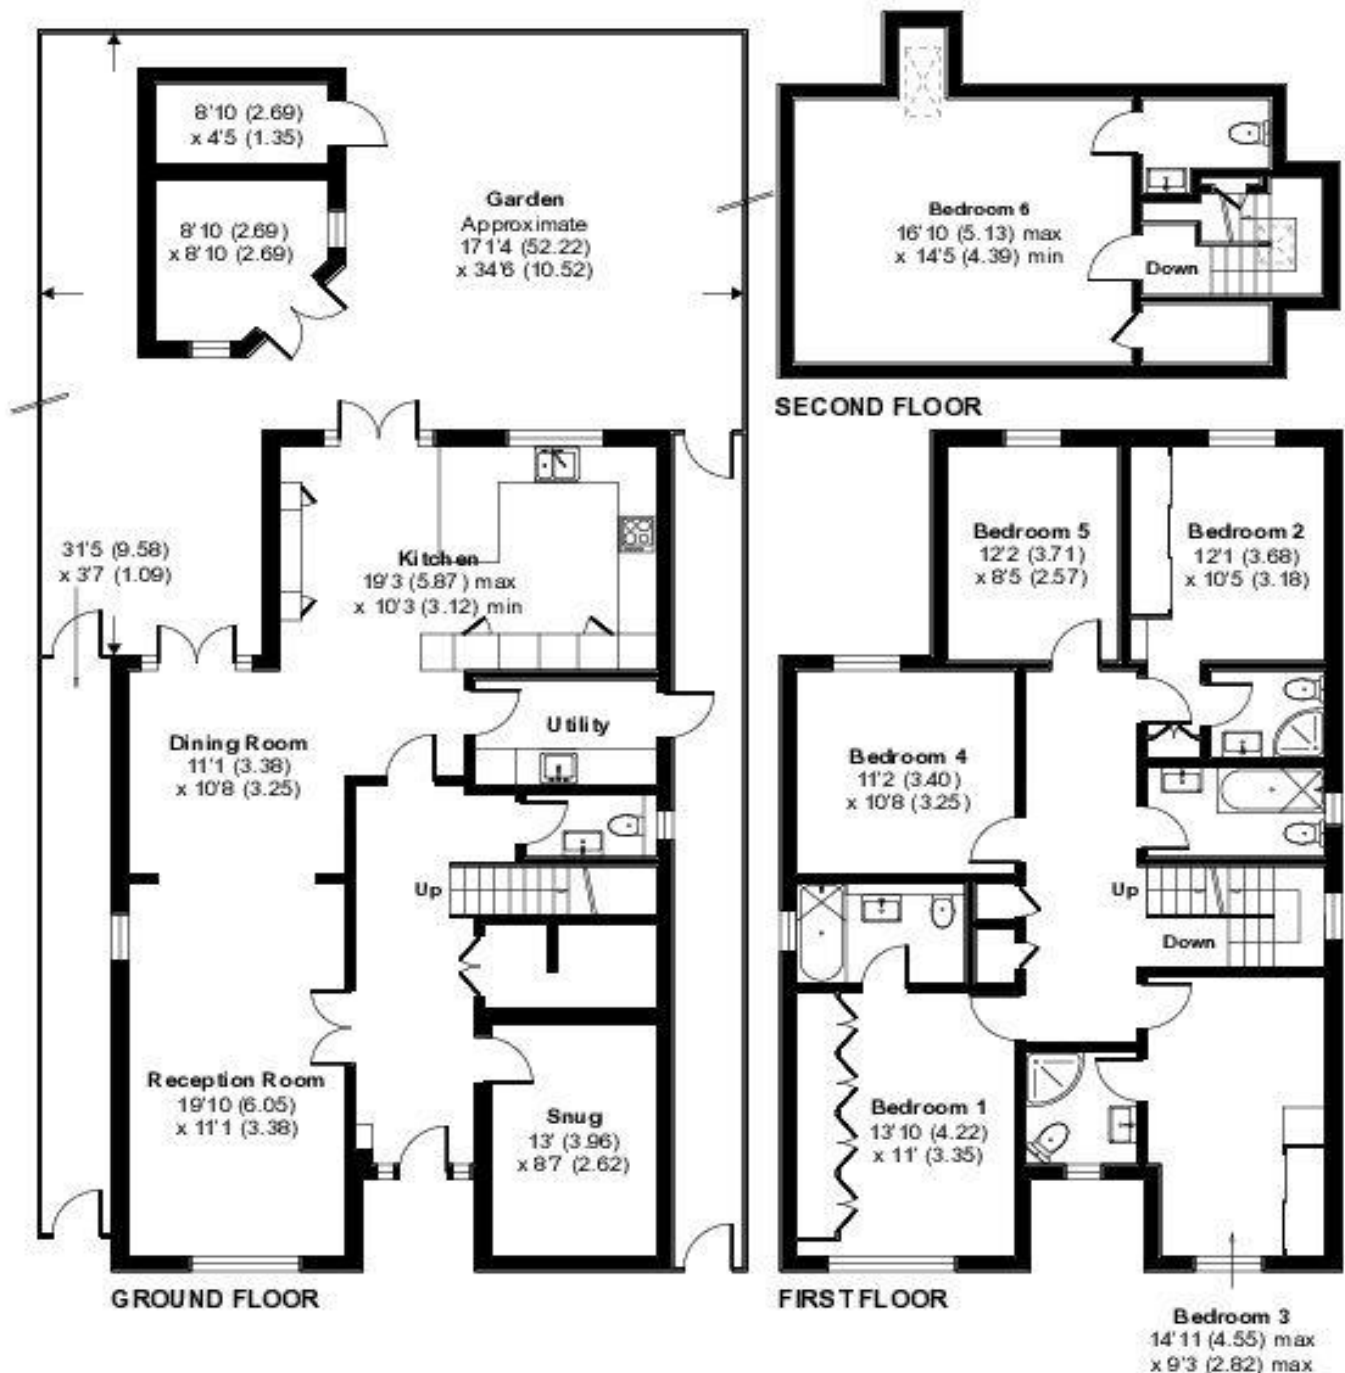 8'10 (2.69)
x 4'5 (1.35)
8'10 (2.69)
x 8'10 (2.69)
Garden
Approximate
171'4 (52.22)
x 34'6 (10.52)
31'5 (9.58)
x 3'7 (1.09)
Kitchen
19'3 (5.87) max
x 10'3 (3.12) min
Utility
Dining Room
11'1 (3.38)
x 10'8 (3.25)
Up
Reception Room
19'10 (6.05)
x 11'1 (3.38)
Snug
13' (3.96)
x 8'7 (2.62)
GROUND FLOOR
Bedroom 6
16'10 (5.13) max
x 14'5 (4.39) min
Down
SECOND FLOOR
Bedroom 5
12'2 (3.71)
x 8'5 (2.57)
Bedroom 2
12'1 (3.68)
x 10'5 (3.18)
Bedroom 4
11'2 (3.40)
x 10'8 (3.25)
Up
Down
Bedroom 1
13'10 (4.22)
x 11' (3.35)
FIRST FLOOR
Bedroom 3
14'11 (4.55) max
x 9'3 (2.82) max